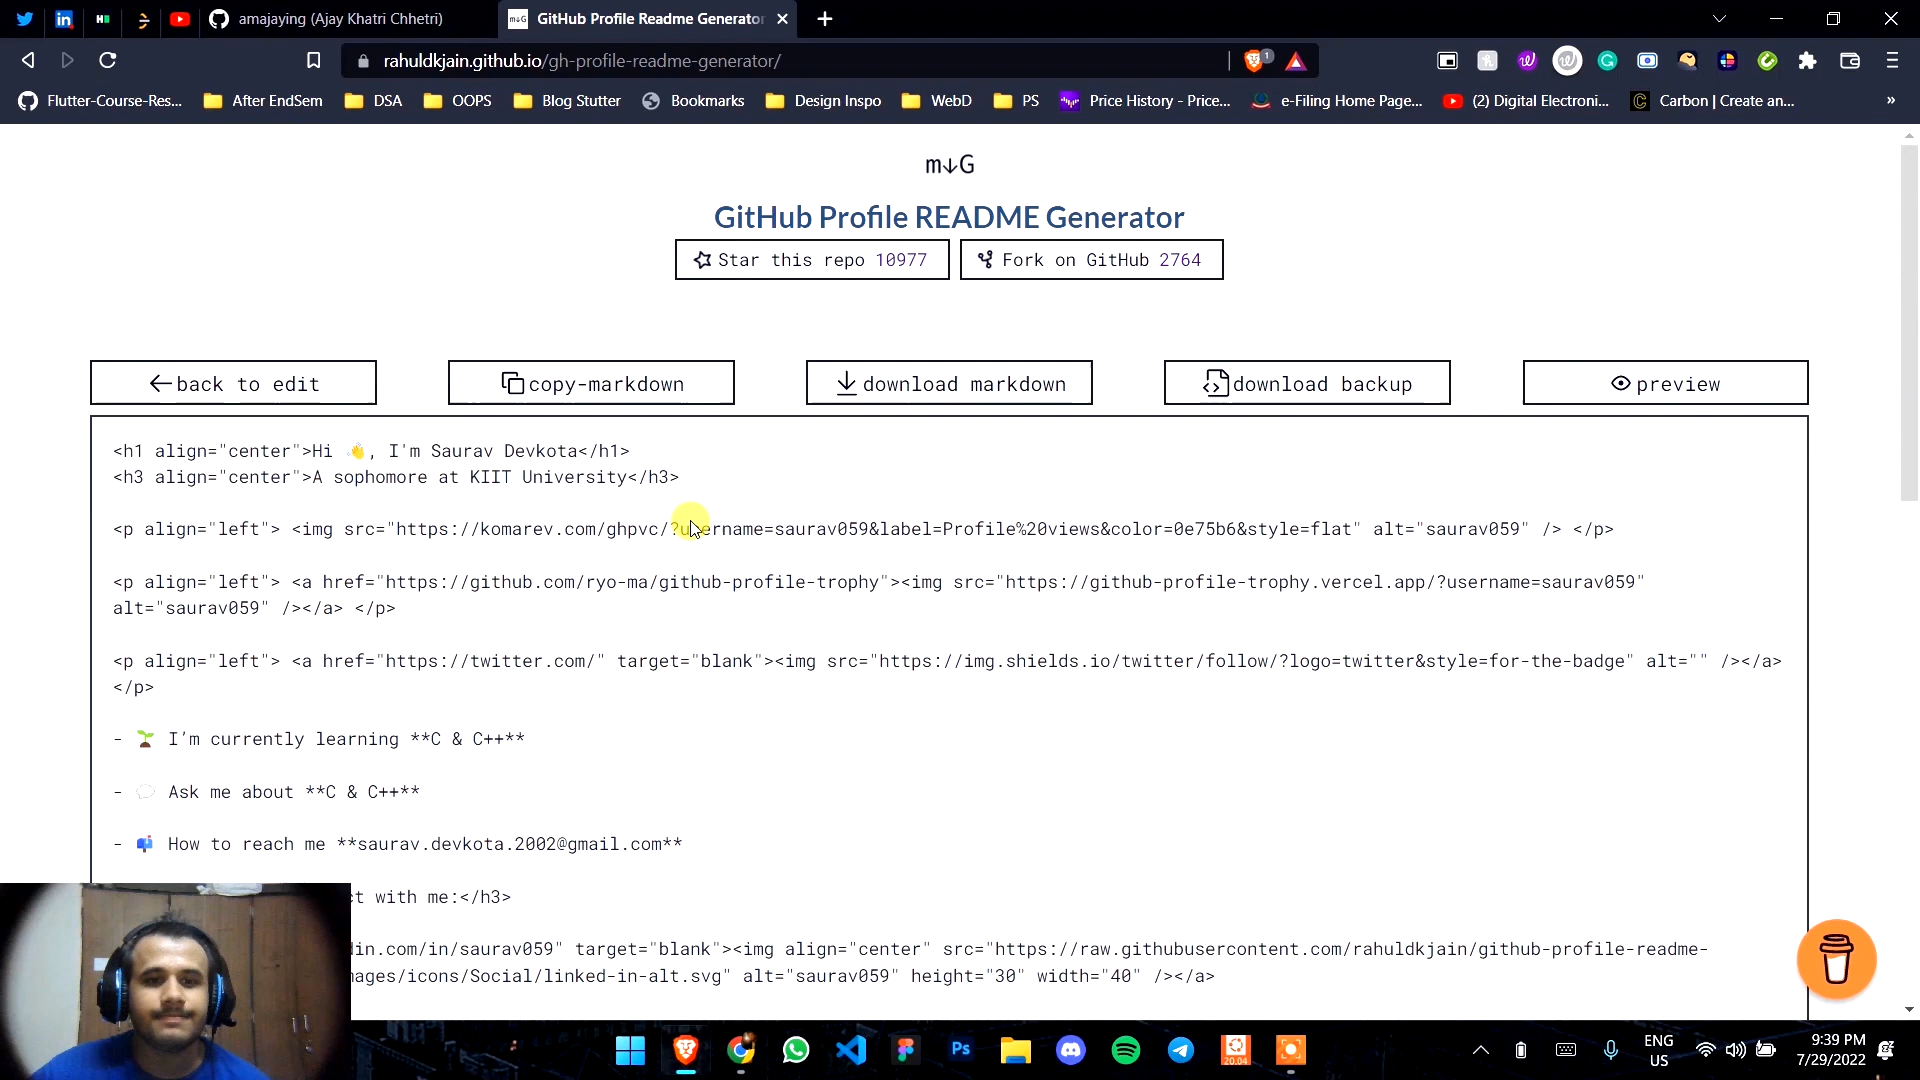 amajaying (Ajay Khatri Chhetri)
GitHub Profile Readme Generator
rahuldkjain.github.io/gh-profile-readme-generator/
1
Flutter-Course-Res...
After EndSem
DSA
OOPS
Blog Stutter
Bookmarks
Design Inspo
WebD
PS
Price History - Price...
e-Filing Home Page...
(2) Digital Electroni...
Carbon | Create an...
»
m↓G
GitHub Profile README Generator
Star this repo 10977
Fork on GitHub 2764
back to edit
copy-markdown
download markdown
download backup
preview
<h1 align="center">Hi 👋, I'm Saurav Devkota</h1>
<h3 align="center">A sophomore at KIIT University</h3>
<p align="left"> <img src="https://komarev.com/ghpvc/?username=saurav059&label=Profile%20views&color=0e75b6&style=flat" alt="saurav059" /> </p>
<p align="left"> <a href="https://github.com/ryo-ma/github-profile-trophy"><img src="https://github-profile-trophy.vercel.app/?username=saurav059"
alt="saurav059" /></a> </p>
<p align="left"> <a href="https://twitter.com/" target="blank"><img src="https://img.shields.io/twitter/follow/?logo=twitter&style=for-the-badge" alt="" /></a>
</p>
- 🌱 I’m currently learning **C & C++**
- 💬 Ask me about **C & C++**
- 📫 How to reach me **saurav.devkota.2002@gmail.com**
ct with me:</h3>
din.com/in/saurav059" target="blank"><img align="center" src="https://raw.githubusercontent.com/rahuldkjain/github-profile-readme-
ages/icons/Social/linked-in-alt.svg" alt="saurav059" height="30" width="40" /></a>
Ps
20.04
ENG
US
9:39 PM
7/29/2022